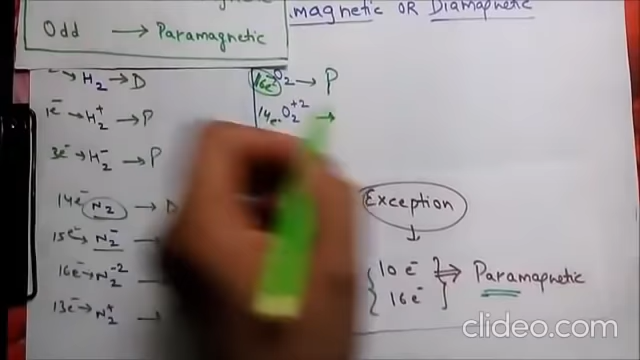 Odd → Paramagnetic
magnetic OR Diamagnetic
H₂ → D
1e⁻ → H₂⁺ → P
3e⁻ → H₂⁻ → P
14e⁻ N₂ → D
15e⁻ → N₂⁻ →
16e⁻ → N₂⁻² →
13e⁻ → N₂⁺ →
16e⁻ O₂ → P
14e⁻ O₂⁺² →
Exception
↓
10 e⁻
16 e⁻
⇒ Paramagnetic
clideo.com